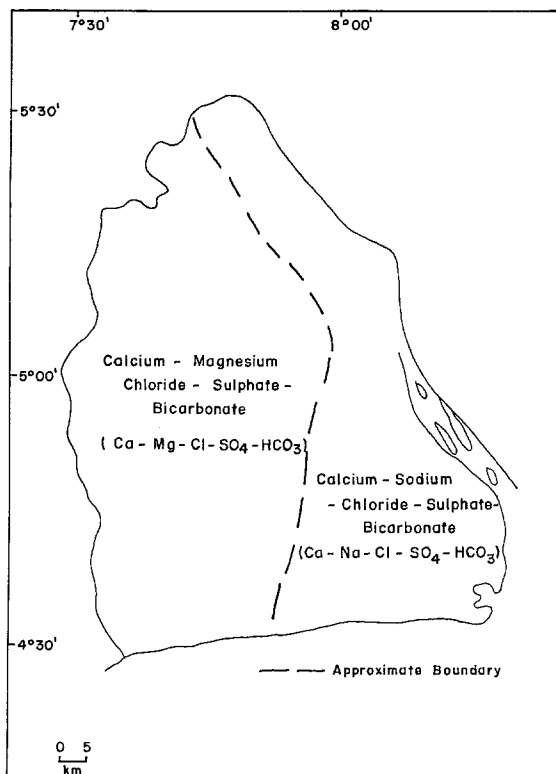 7°30' 8°00'
5°30'
5°00'
Calcium - Magnesium
Chloride - Sulphate -
Bicarbonate
( Ca - Mg - Cl - SO4 - HCO3)
Calcium - Sodium
- Chloride - Sulphate-
Bicarbonate
(Ca - Na - Cl - SO4 - HCO3)
4°30'
Approximate Boundary
0 5
km